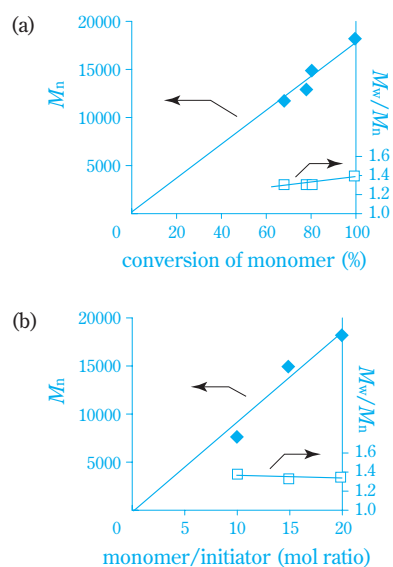 (a)
20000
15000
10000
5000
Mn
Mw/Mn
1.6
1.4
1.2
1.0
0 20 40 60 80 100
conversion of monomer (%)
(b)
20000
15000
10000
5000
Mn
Mw/Mn
1.6
1.4
1.2
1.0
0 5 10 15 20
monomer/initiator (mol ratio)